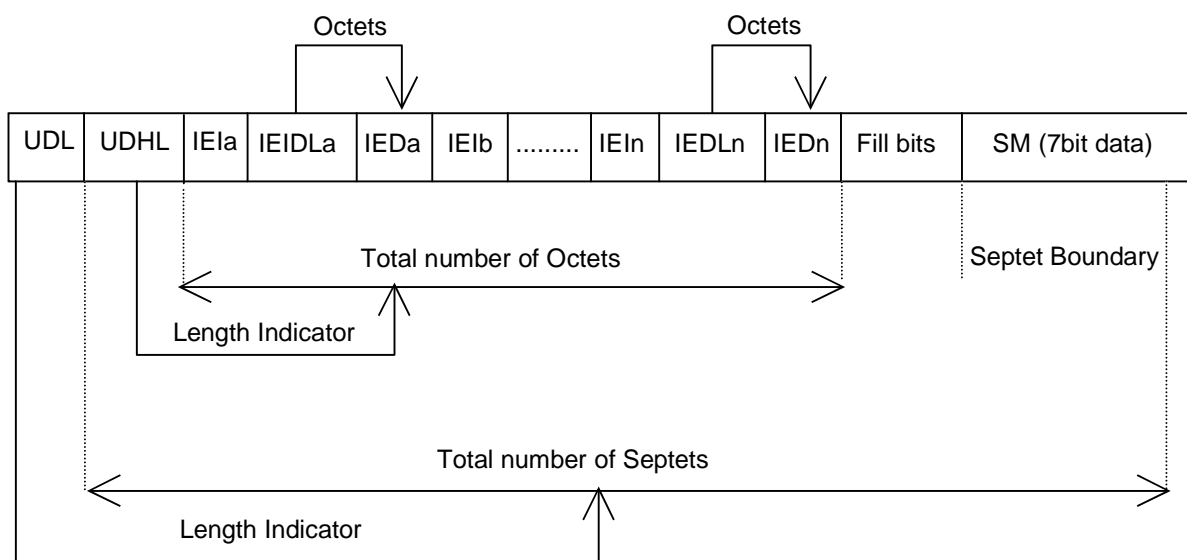 Octets Octets
UDL UDHL IEIa IEIDLa IEDa IEIb ......... IEIn IEDLn IEDn Fill bits SM (7bit data)
Total number of Octets Septet Boundary
Length Indicator
Total number of Septets
Length Indicator